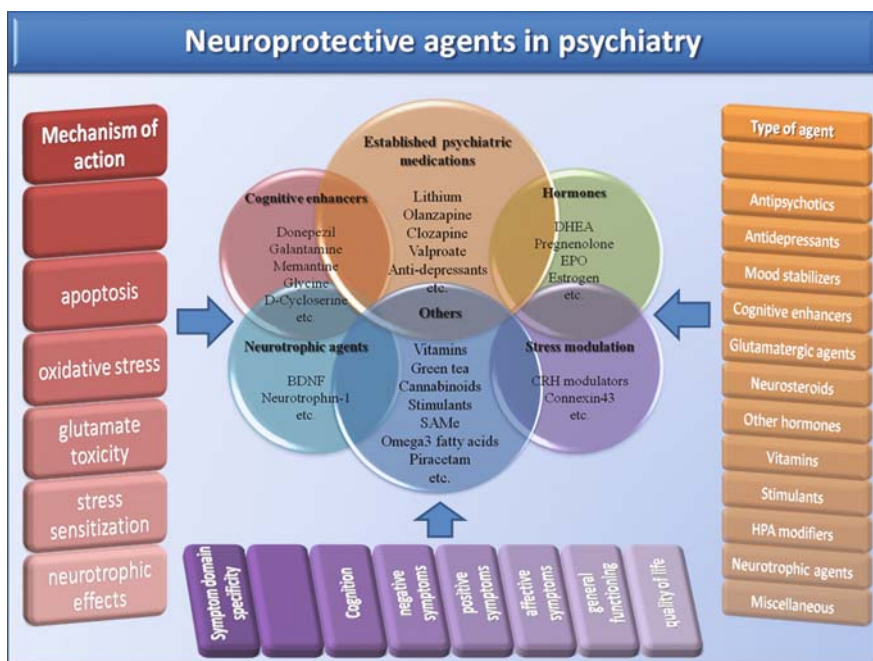 Neuroprotective agents in psychiatry
Mechanism of
action
apoptosis
oxidative stress
glutamate
toxicity
stress
sensitization
neurotrophic
effects
Established psychiatric
medications
Lithium
Olanzapine
Clozapine
Valproate
Anti-depressants
etc.
Cognitive enhancers
Donepezil
Galantamine
Memantine
Glycine
D-Cycloserine
etc.
Hormones
DHEA
Pregnenolone
EPO
Estrogen
etc.
Neurotrophic agents
BDNF
Neurotrophin-1
etc.
Others
Vitamins
Green tea
Cannabinoids
Stimulants
SAMe
Omega3 fatty acids
Piracetam
etc.
Stress modulation
CRH modulators
Connexin43
etc.
Type of agent
Antipsychotics
Antidepressants
Mood stabilizers
Cognitive enhancers
Glutamatergic agents
Neurosteroids
Other hormones
Vitamins
Stimulants
HPA modifiers
Neurotrophic agents
Miscellaneous
Symptom domain
specificity
Cognition
negative
symptoms
positive
symptoms
affective
symptoms
general
functioning
quality of life